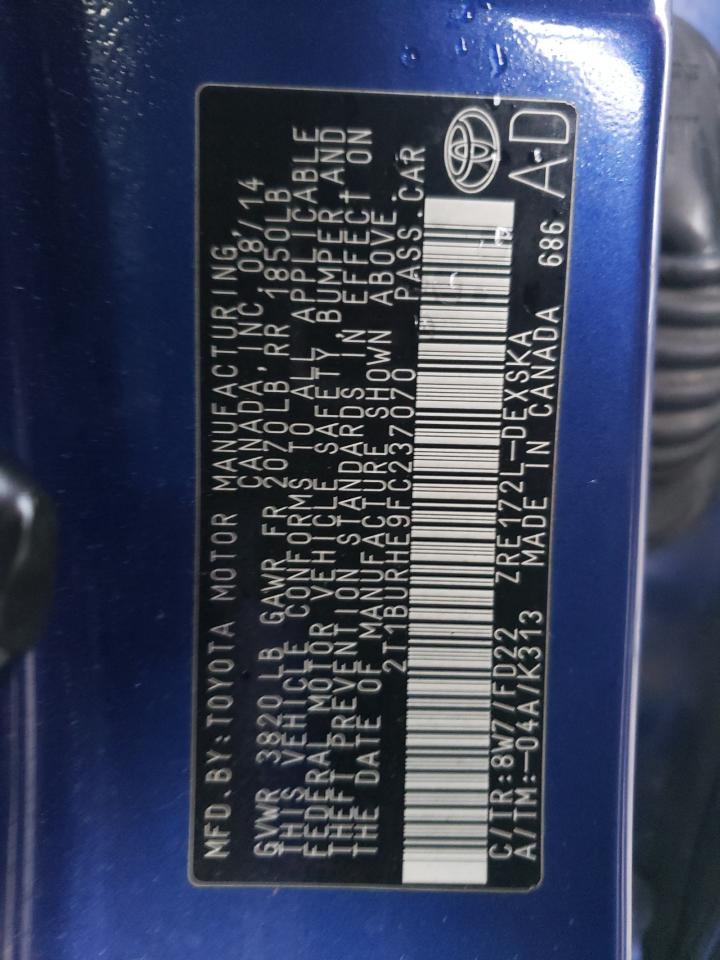 MFD.BY:TOYOTA MOTOR MANUFACTURING,
CANADA,INC.08/14
GVWR 3820 LB GAWR FR 2070LB,RR 1850LB
THIS VEHICLE CONFORMS TO ALL APPLICABLE
FEDERAL MOTOR VEHICLE SAFETY, BUMPER AND
THEFT PREVENTION STANDARDS IN EFFECT ON
THE DATE OF MANUFACTURE SHOWN ABOVE.
2T1BURHE9FC237070 PASS.CAR
C/TR:8W7/FD22 ZRE172L-DEXSKA
A/TM:-04A/K313 MADE IN CANADA 686 A-D